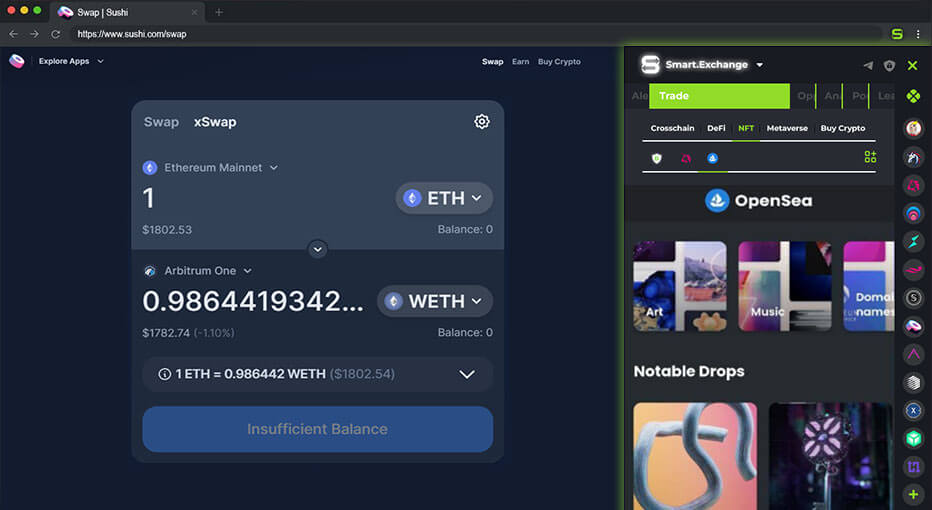 Swap | Sushi
https://www.sushi.com/swap
Explore Apps
Swap Earn Buy Crypto
Swap xSwap
Ethereum Mainnet
1
ETH
$1802.53
Balance: 0
Arbitrum One
0.9864419342...
WETH
$1782.74 (-1.10%)
Balance: 0
1 ETH = 0.986442 WETH ($1802.54)
Insufficient Balance
Smart.Exchange
Ale Trade Op An Po Lea
Crosschain DeFi NFT Metaverse Buy Crypto
OpenSea
Art
Music
Domai
names
Notable Drops